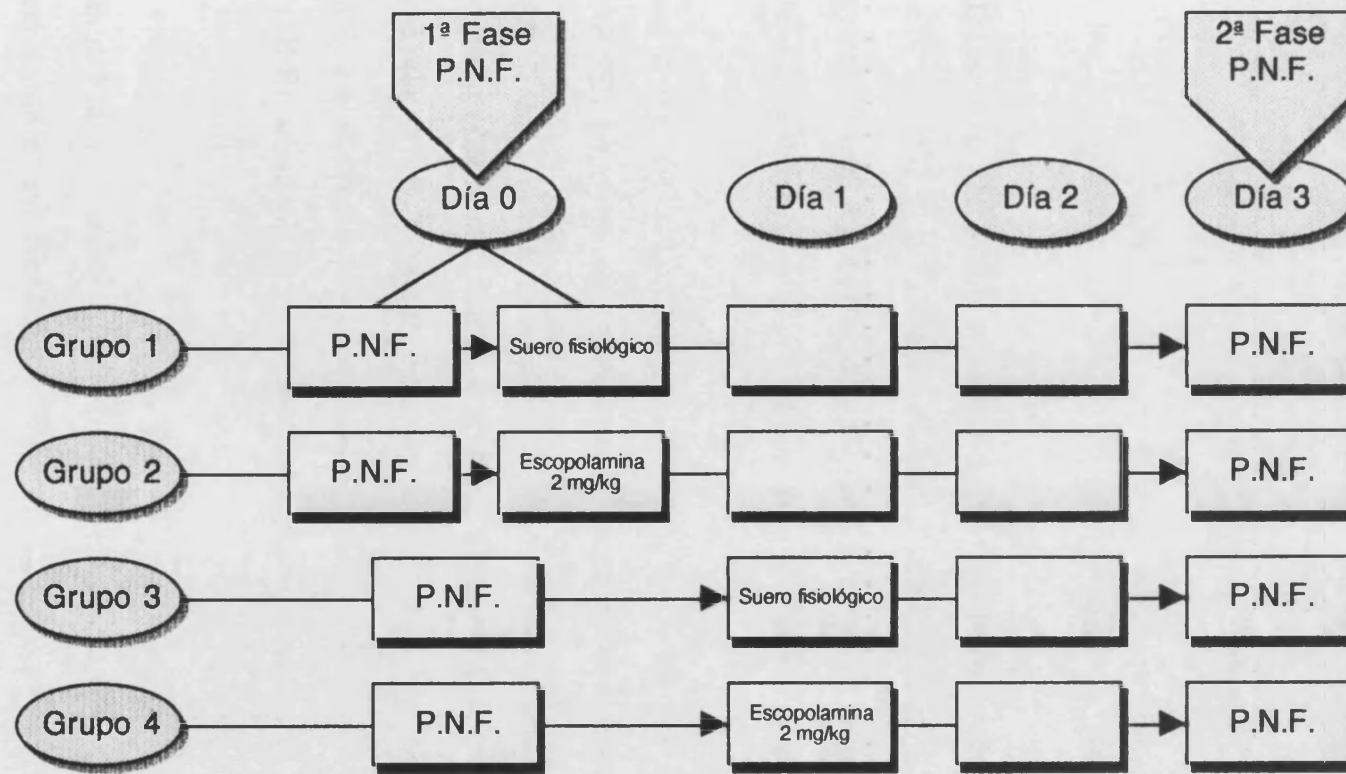 1ª Fase
P.N.F.
2ª Fase
P.N.F.
Día 0
Día 1
Día 2
Día 3
Grupo 1
P.N.F.
Suero fisiológico
P.N.F.
Grupo 2
P.N.F.
Escopolamina
2 mg/kg
P.N.F.
Grupo 3
P.N.F.
Suero fisiológico
P.N.F.
Grupo 4
P.N.F.
Escopolamina
2 mg/kg
P.N.F.